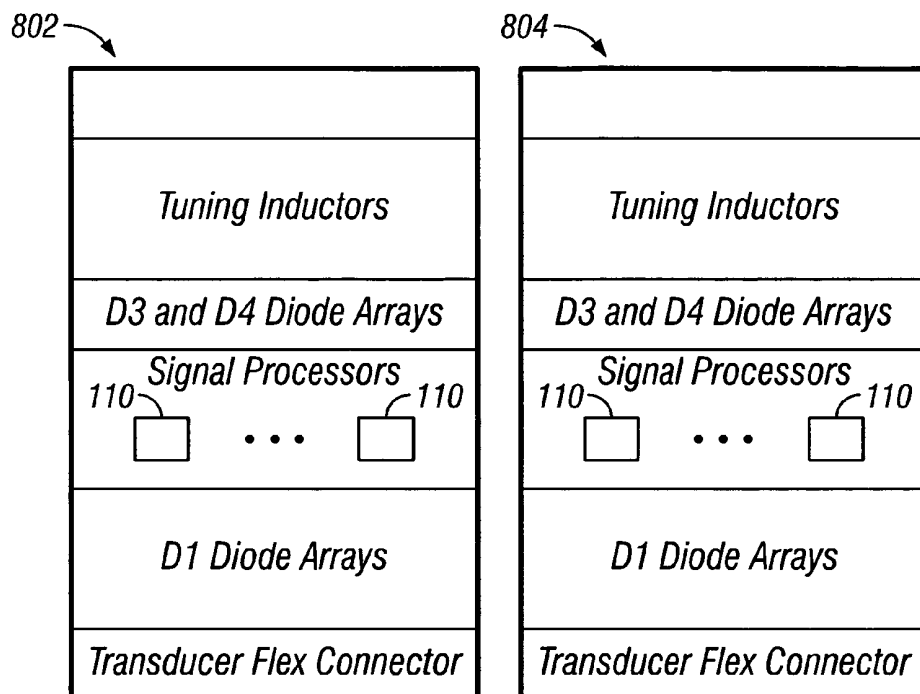 802
804
Tuning Inductors
Tuning Inductors
D3 and D4 Diode Arrays
D3 and D4 Diode Arrays
Signal Processors
Signal Processors
110
110
110
110
D1 Diode Arrays
D1 Diode Arrays
Transducer Flex Connector
Transducer Flex Connector